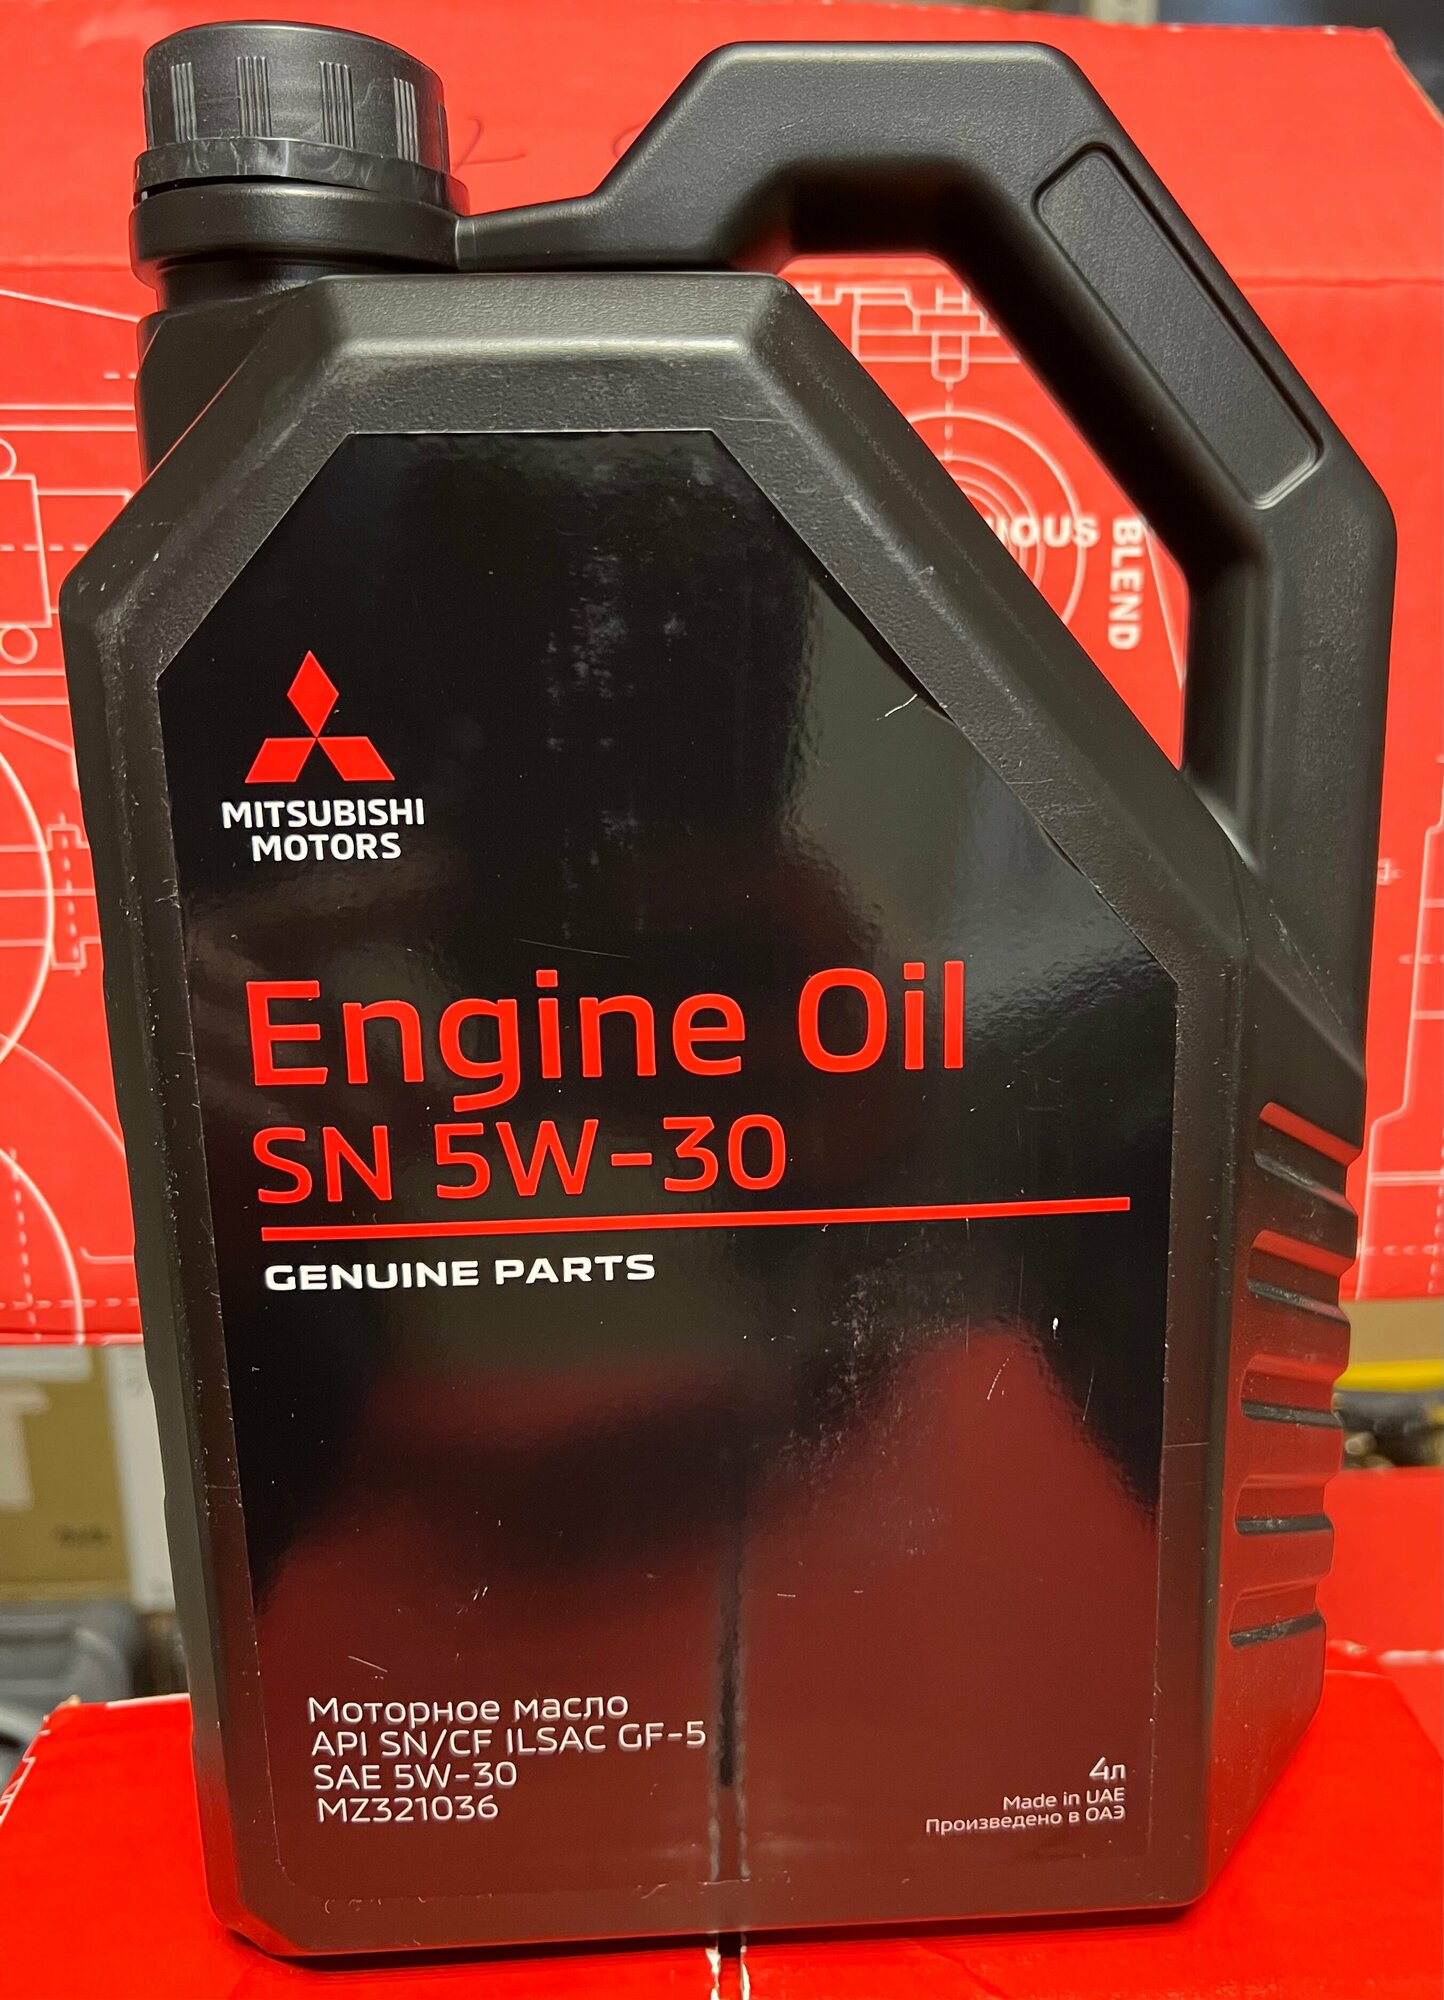 MITSUBISHI
MOTORS
Engine Oil
SN 5W-30
GENUINE PARTS
Моторное масло
API SN/CF ILSAC GF-5
SAE 5W-30
MZ321036
4л
Made in UAE
Произведено в ОАЭ
BLEND